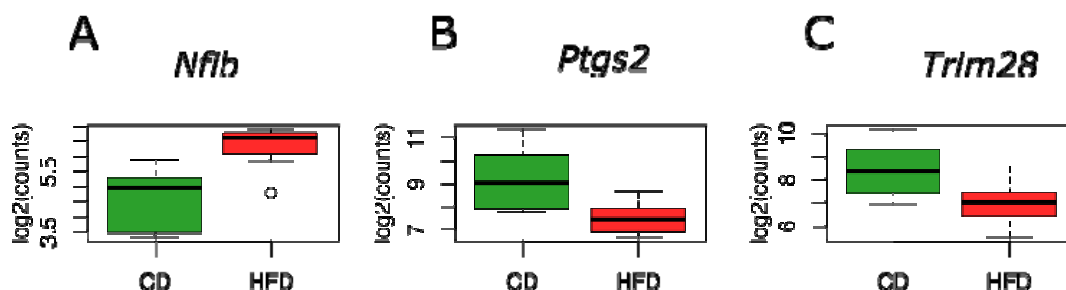 A
Nfib
log2(counts)
5.5
3.5
CD
HFD
B
Ptgs2
log2(counts)
11
9
7
CD
HFD
C
Trim28
log2(counts)
10
8
6
CD
HFD